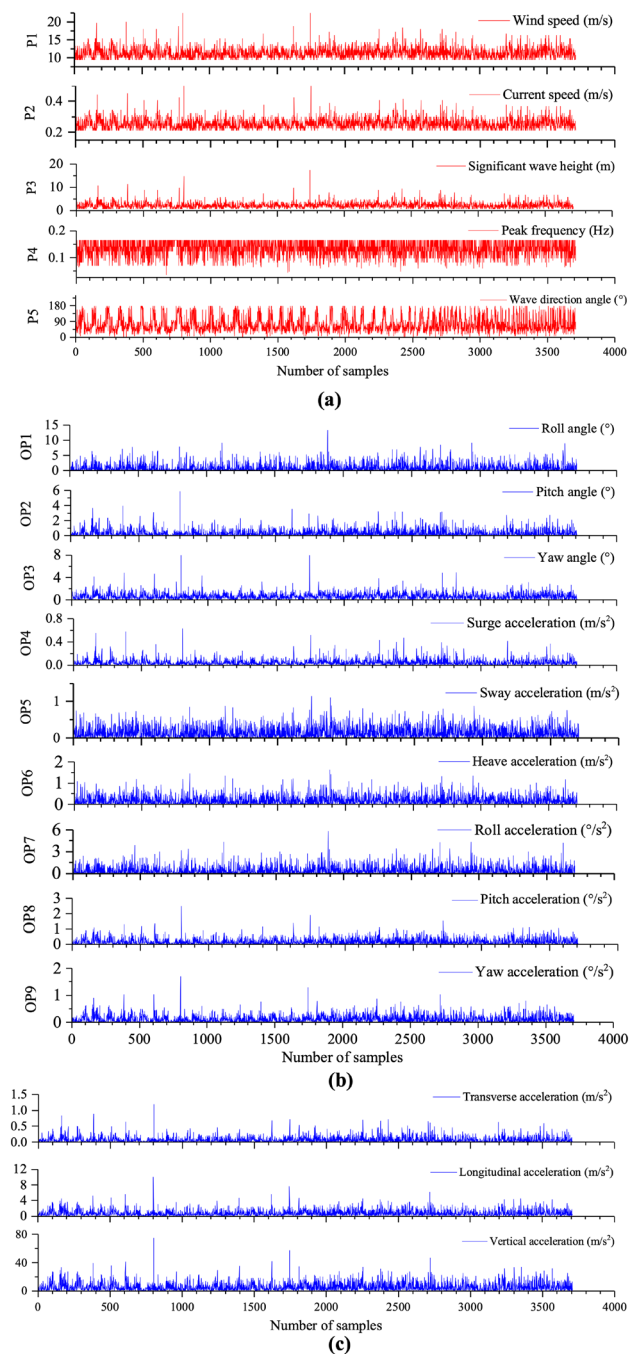 P1
20
15
10
Wind speed (m/s)
P2
0.4
0.2
Current speed (m/s)
P3
20
10
0
Significant wave height (m)
P4
0.2
0.1
Peak frequency (Hz)
P5
180
90
0
Wave direction angle (°)
0 500 1000 1500 2000 2500 3000 3500 4000
Number of samples
(a)
OP1
15
10
5
0
Roll angle (°)
OP2
6
4
2
0
Pitch angle (°)
OP3
8
4
0
Yaw angle (°)
OP4
0.8
0.4
0.0
Surge acceleration (m/s²)
OP5
1
0
Sway acceleration (m/s²)
OP6
2
1
0
Heave acceleration (m/s²)
OP7
6
3
0
Roll acceleration (°/s²)
OP8
3
2
1
0
Pitch acceleration (°/s²)
OP9
2
1
0
Yaw acceleration (°/s²)
0 500 1000 1500 2000 2500 3000 3500 4000
Number of samples
(b)
1.5
1.0
0.5
0.0
Transverse acceleration (m/s²)
12
8
4
0
Longitudinal acceleration (m/s²)
80
40
0
Vertical acceleration (m/s²)
0 500 1000 1500 2000 2500 3000 3500 4000
Number of samples
(c)